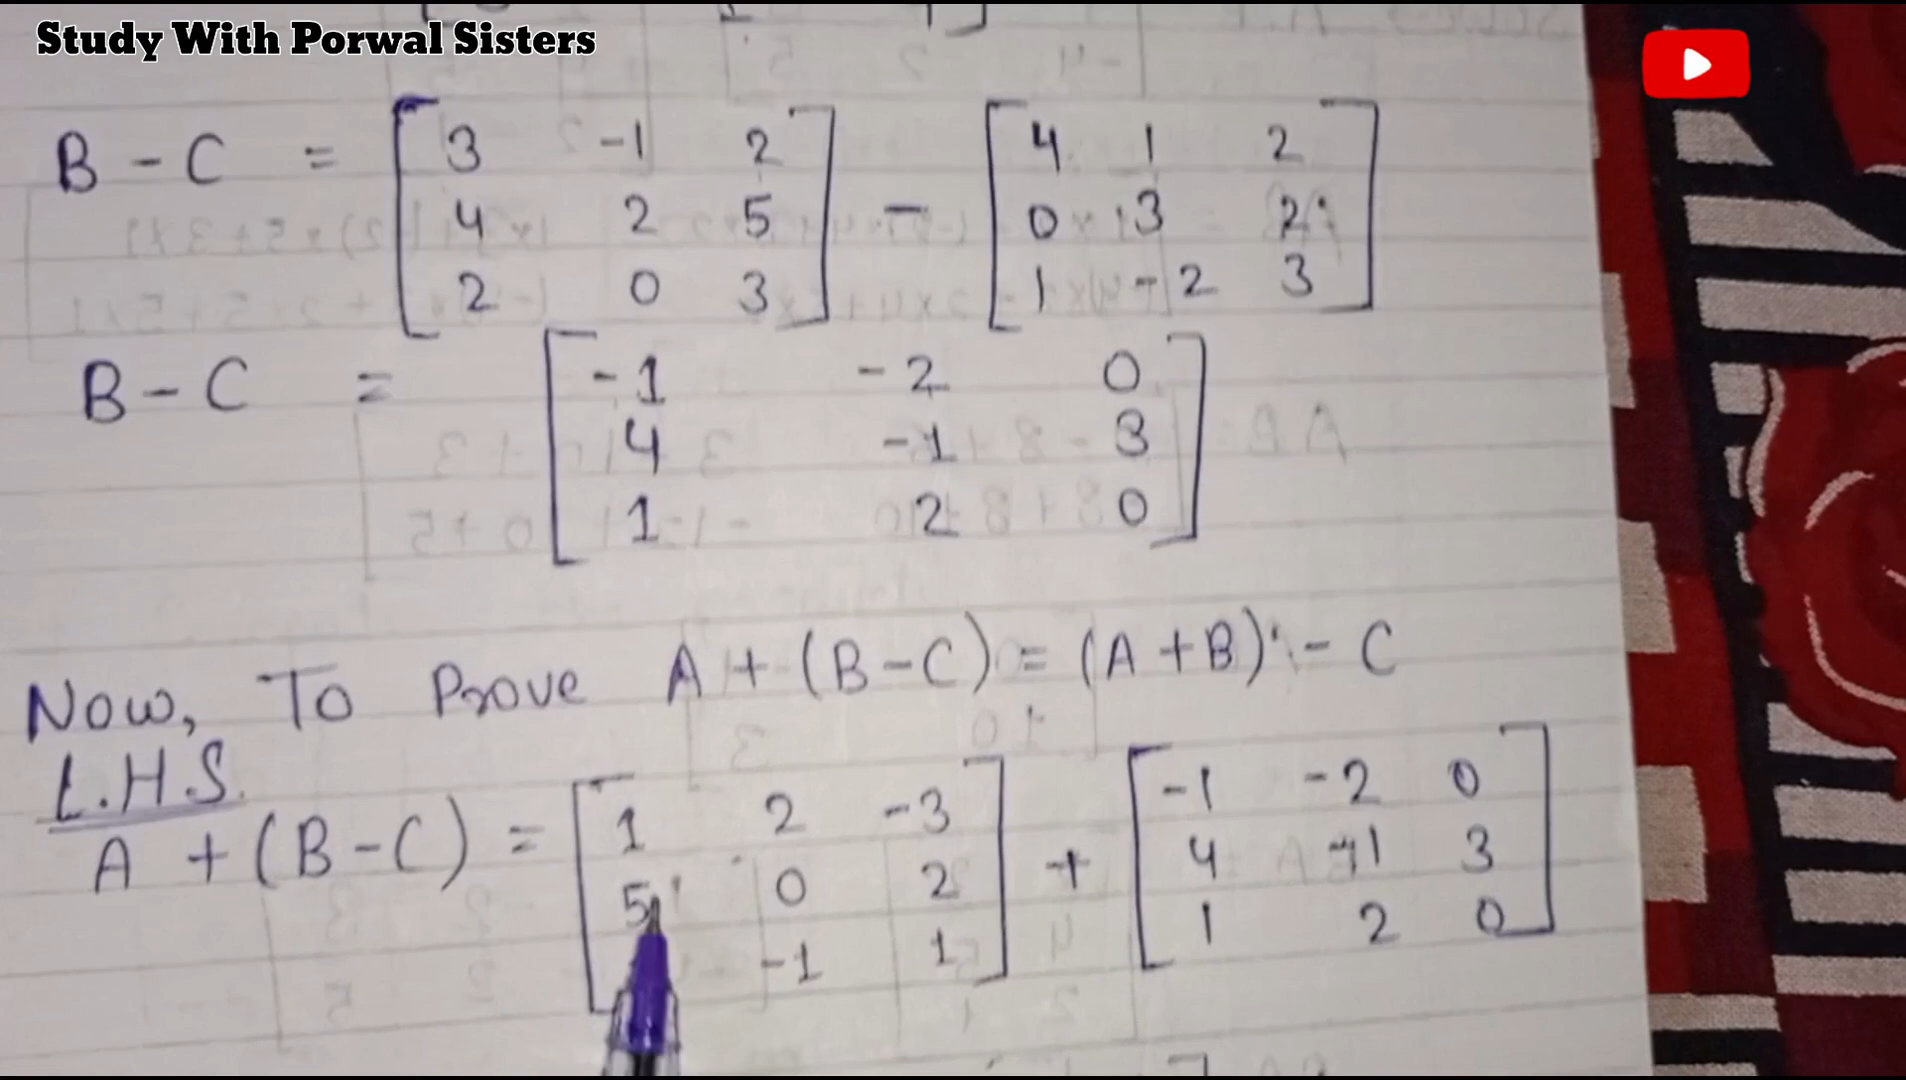 Study With Porwal Sisters
B - C = [ 3 -1 2 ] - [ 4 1 2 ]
4 2 5 0 3 2
2 0 3 1 -2 3
B - C = [ -1 -2 0 ]
4 -1 3
1 2 0
Now, To Prove A + (B - C) = (A + B) - C
L.H.S.
A + (B - C) = [ 1 2 -3 ] + [ -1 -2 0 ]
5 0 2 4 -1 3
-1 1 1 2 0